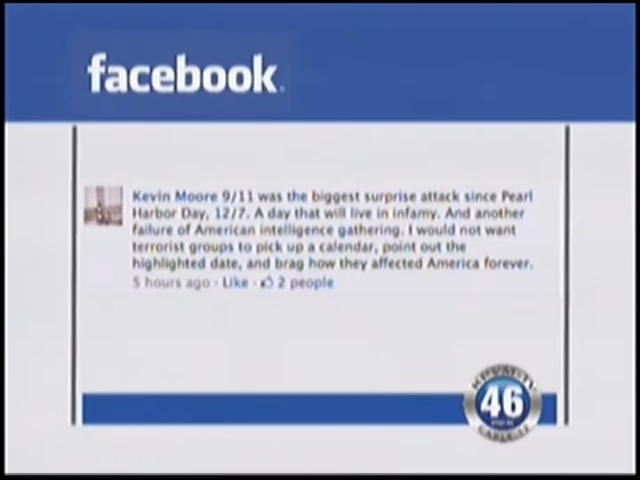 facebook
Kevin Moore 9/11 was the biggest surprise attack since Pearl
Harbor Day, 12/7. A day that will live in infamy. And another
failure of American intelligence gathering. I would not want
terrorist groups to pick up a calendar, point out the
highlighted date, and brag how they affected America forever.
5 hours ago · Like · 2 people
46